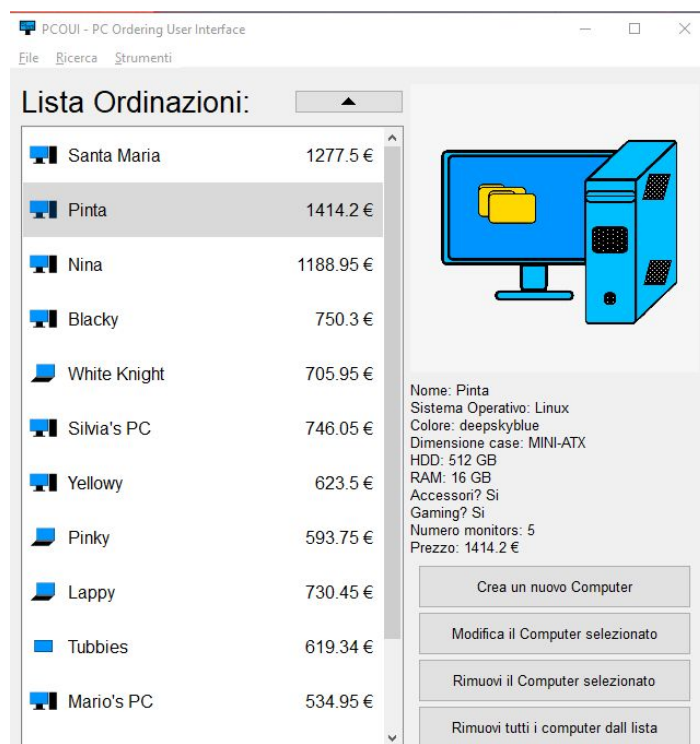 PCOUI - PC Ordering User Interface
File Ricerca Strumenti
Lista Ordinazioni:
Santa Maria 1277.5 €
Pinta 1414.2 €
Nina 1188.95 €
Blacky 750.3 €
White Knight 705.95 €
Silvia's PC 746.05 €
Yellowy 623.5 €
Pinky 593.75 €
Lappy 730.45 €
Tubbies 619.34 €
Mario's PC 534.95 €
Nome: Pinta
Sistema Operativo: Linux
Colore: deepskyblue
Dimensione case: MINI-ATX
HDD: 512 GB
RAM: 16 GB
Accessori? Si
Gaming? Si
Numero monitors: 5
Prezzo: 1414.2 €
Crea un nuovo Computer
Modifica il Computer selezionato
Rimuovi il Computer selezionato
Rimuovi tutti i computer dall lista